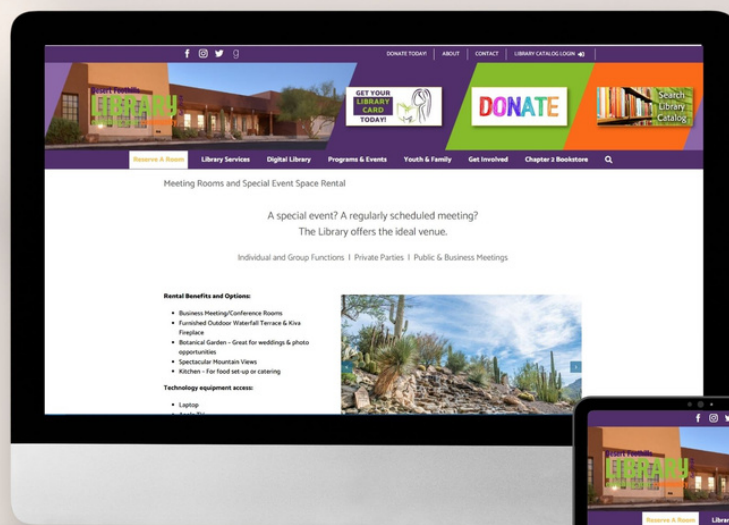 DONATE TODAY!
ABOUT
CONTACT
LIBRARY CATALOG LOGIN
Desert Foothills
LIBRARY
GET YOUR
LIBRARY
CARD
TODAY!
DONATE
Search
Library
Catalog
Reserve A Room
Library Services
Digital Library
Programs & Events
Youth & Family
Get Involved
Chapter 2 Bookstore
Meeting Rooms and Special Event Space Rental
A special event? A regularly scheduled meeting?
The Library offers the ideal venue.
Individual and Group Functions I Private Parties I Public & Business Meetings
Rental Benefits and Options:
Business Meeting/Conference Rooms
Furnished Outdoor Waterfall Terrace & Kiva
Fireplace
Botanical Garden – Great for weddings & photo
opportunities
Spectacular Mountain Views
Kitchen – For food set-up or catering
Technology equipment access:
Laptop
Desert Foothills
LIBRARY
Reserve A Room